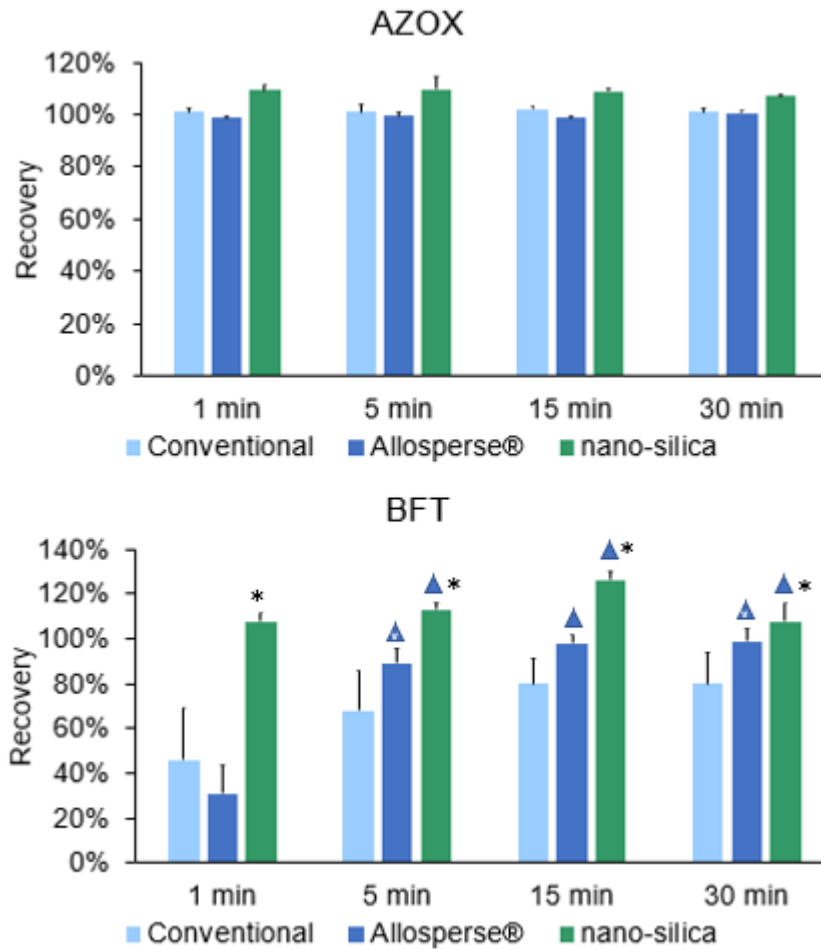 AZOX
120%
100%
80%
60%
40%
20%
0%
Recovery
1 min 5 min 15 min 30 min
Conventional Allosperse® nano-silica
BFT
140%
120%
100%
80%
60%
40%
20%
0%
Recovery
* * * *
1 min 5 min 15 min 30 min
Conventional Allosperse® nano-silica